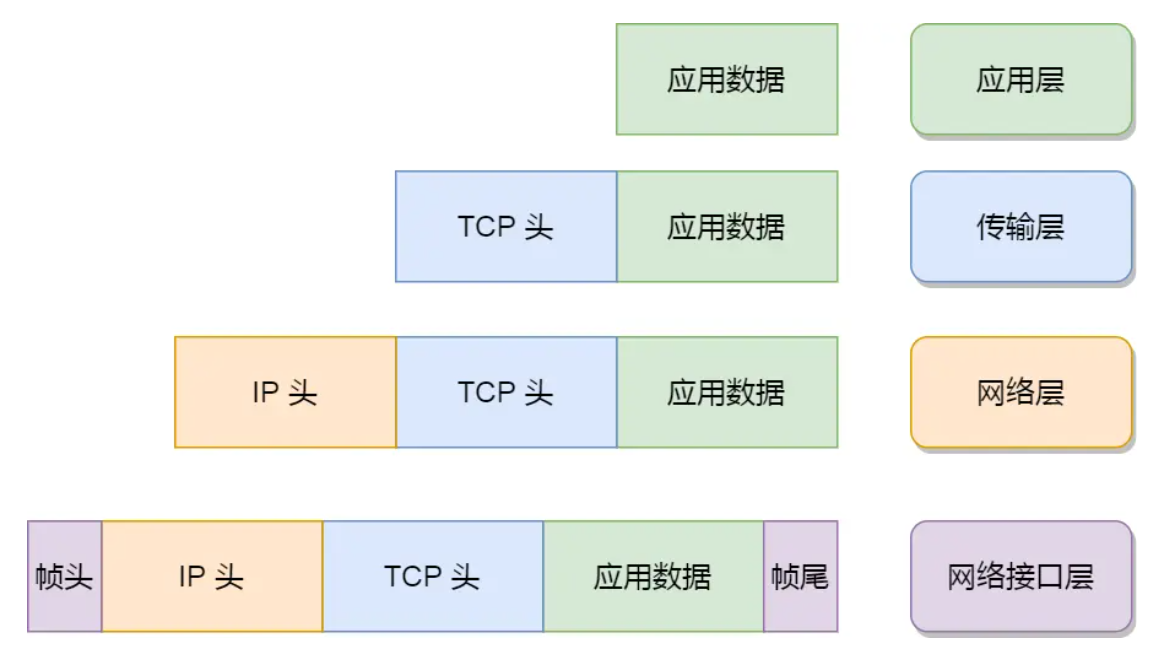 应用数据 应用层
TCP 头 应用数据 传输层
IP 头 TCP 头 应用数据 网络层
帧头 IP 头 TCP 头 应用数据 帧尾 网络接口层